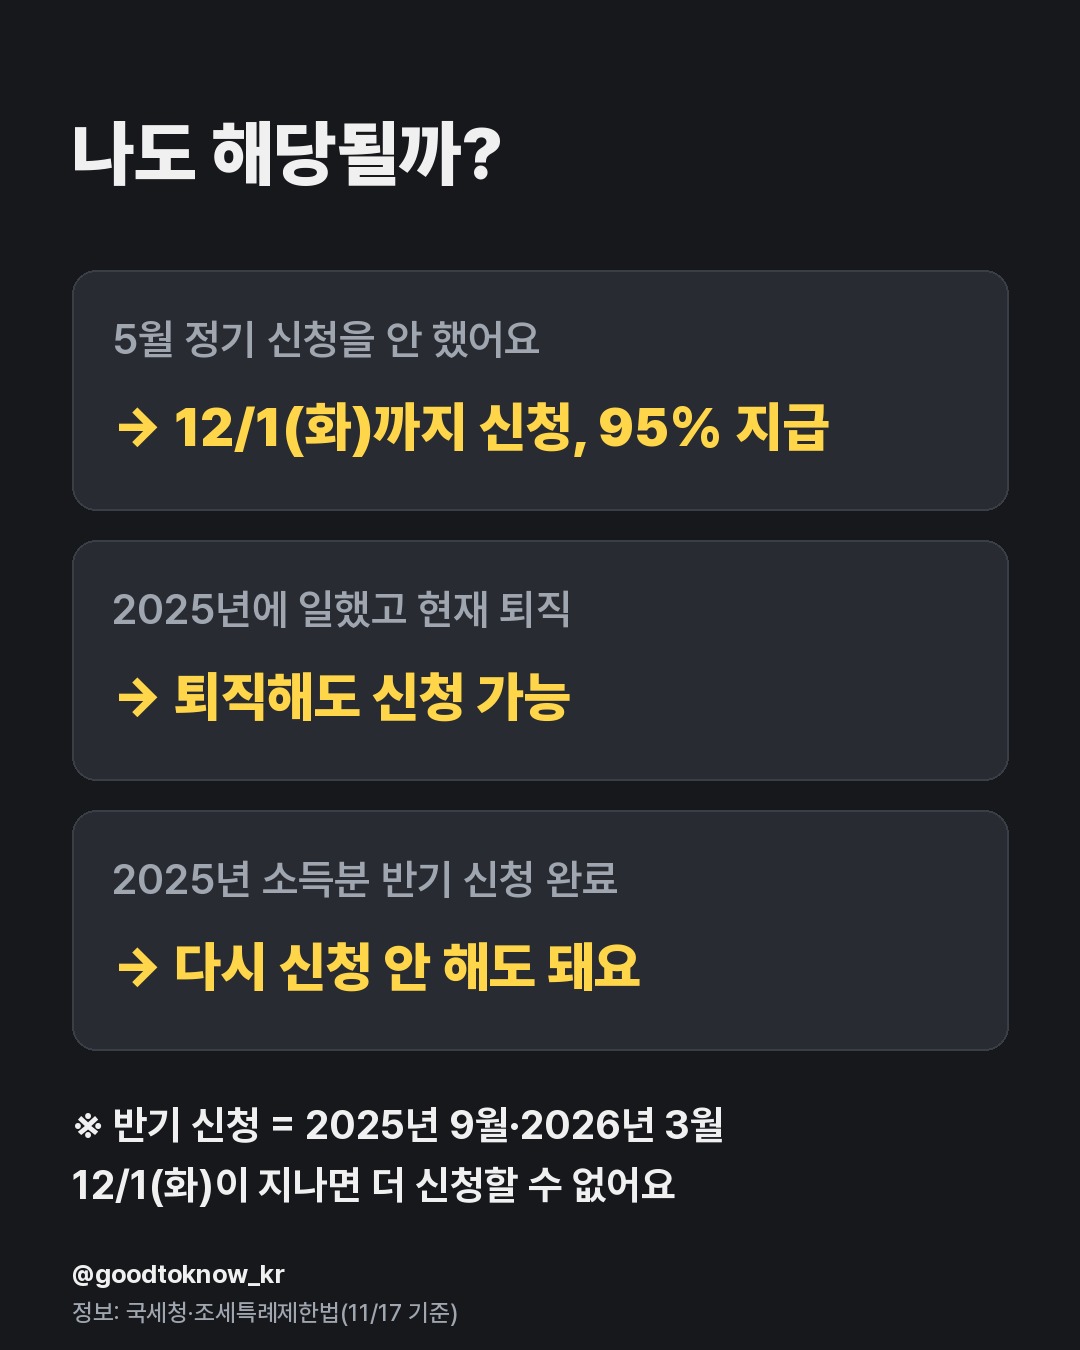 나도 해당될까?
5월 정기 신청을 안 했어요
→ 12/1(화)까지 신청, 95% 지급
2025년에 일했고 현재 퇴직
→ 퇴직해도 신청 가능
2025년 소득분 반기 신청 완료
→ 다시 신청 안 해도 돼요
※ 반기 신청 = 2025년 9월·2026년 3월
12/1(화)이 지나면 더 신청할 수 없어요
@goodtoknow_kr
정보: 국세청·조세특례제한법(11/17 기준)